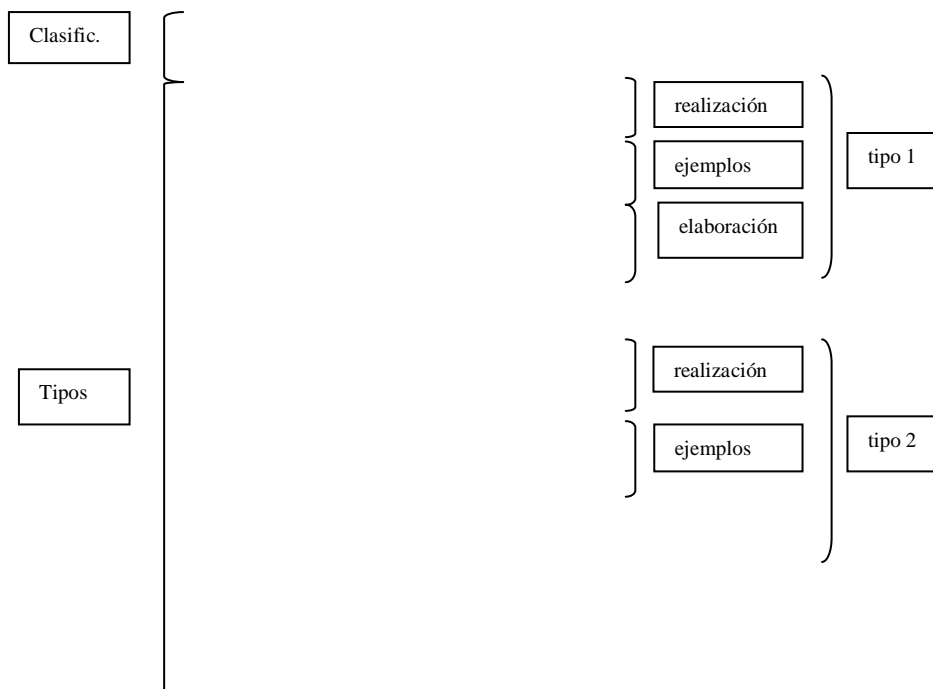 Clasific.
realización
ejemplos
tipo 1
elaboración
realización
Tipos
ejemplos
tipo 2